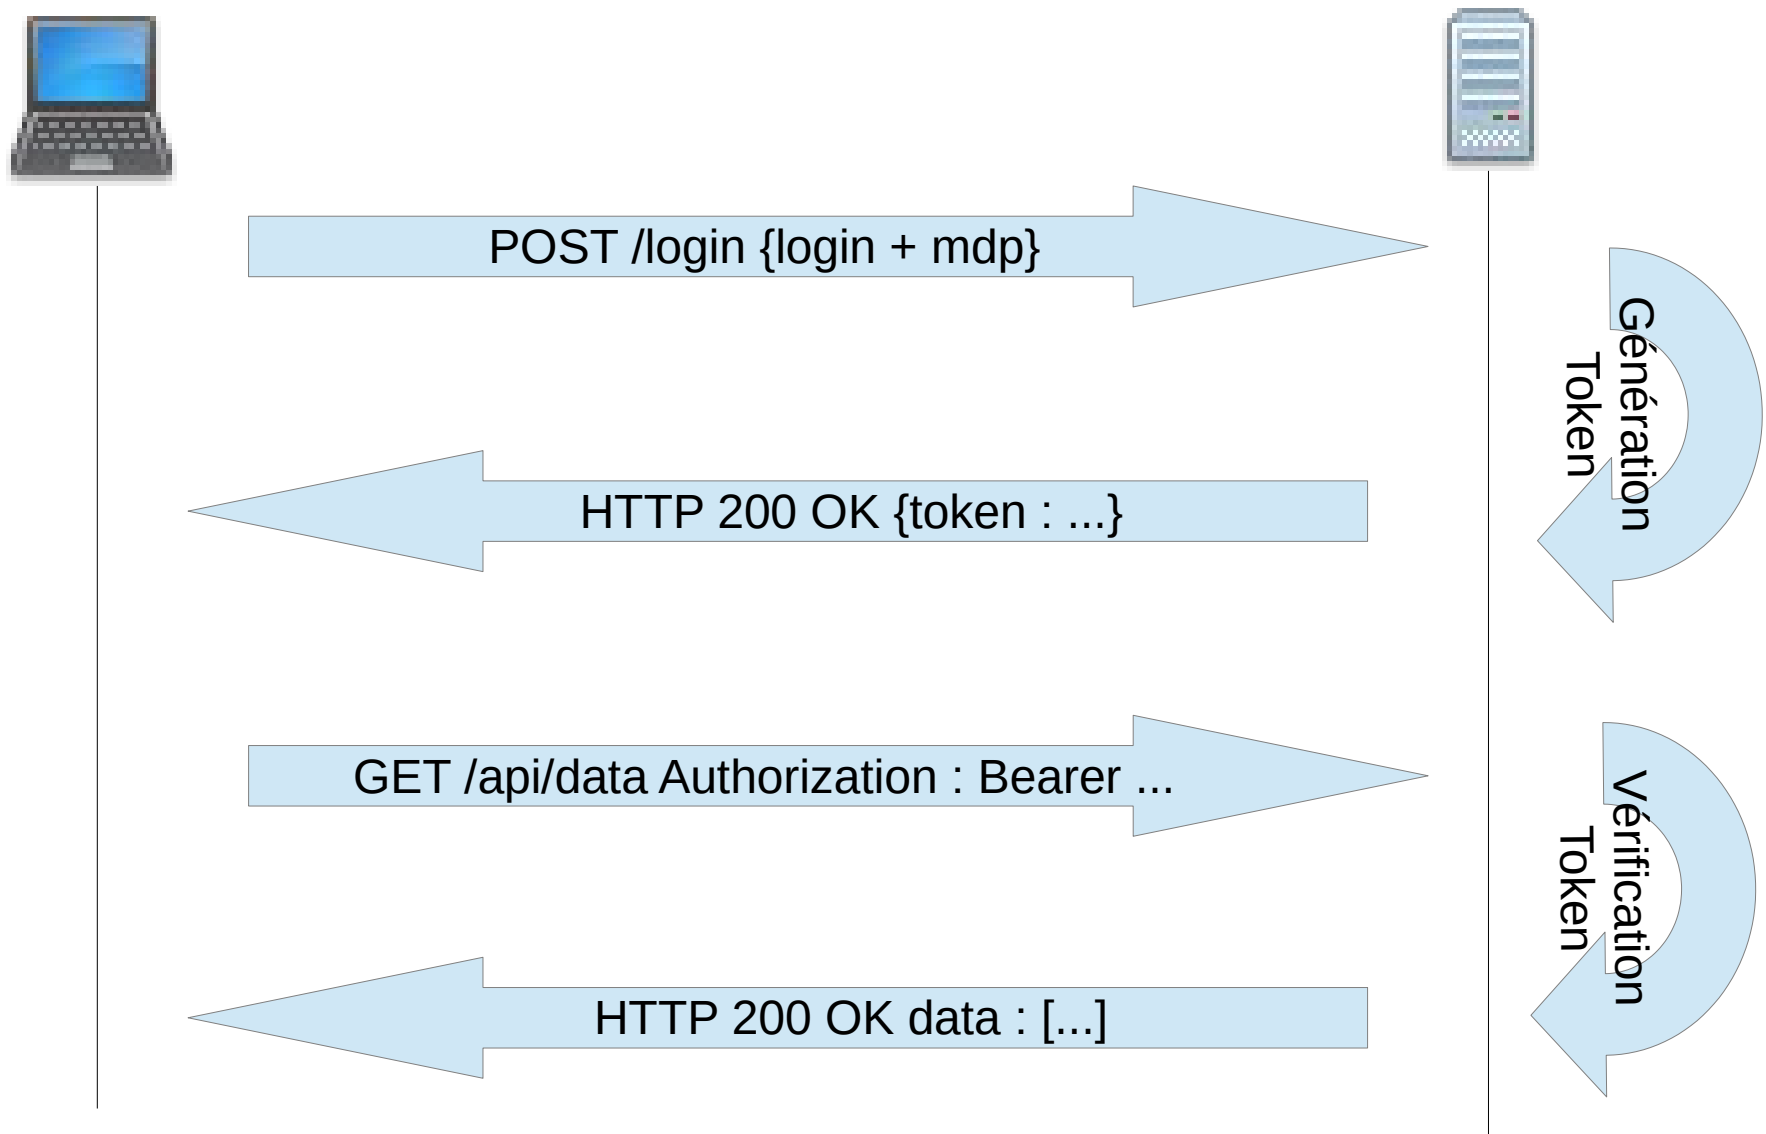 POST /login {login + mdp}
Génération
Token
HTTP 200 OK {token : ...}
GET /api/data Authorization : Bearer ...
Vérification
Token
HTTP 200 OK data : [...]